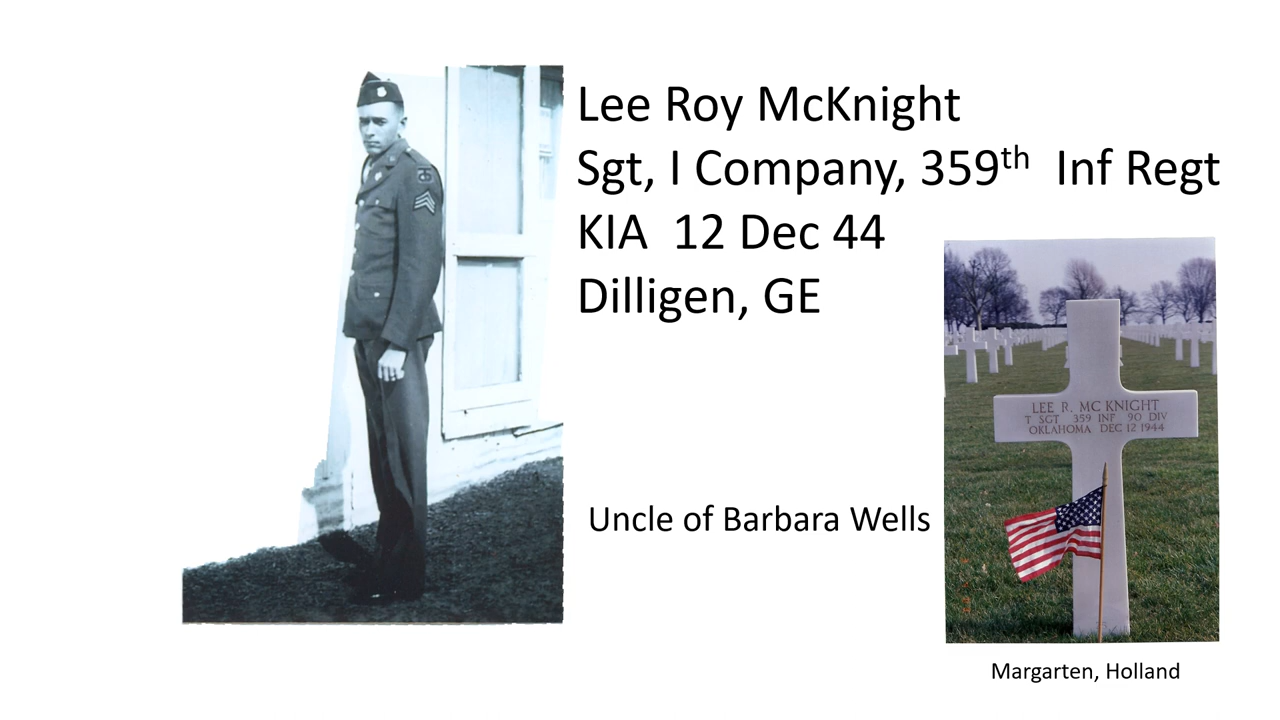 Lee Roy McKnight
Sgt, I Company, 359th Inf Regt
KIA 12 Dec 44
Dilligen, GE
LEE R. MC KNIGHT
T SGT 359 INF 90 DIV
OKLAHOMA DEC 12 1944
Uncle of Barbara Wells
Margarten, Holland